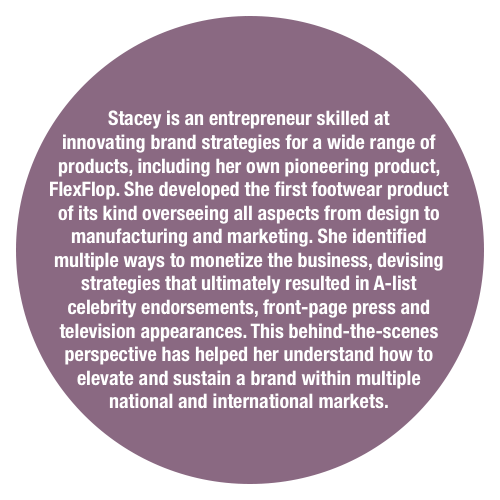 Stacey is an entrepreneur skilled at
innovating brand strategies for a wide range of
products, including her own pioneering product,
FlexFlop. She developed the first footwear product
of its kind overseeing all aspects from design to
manufacturing and marketing. She identified
multiple ways to monetize the business, devising
strategies that ultimately resulted in A-list
celebrity endorsements, front-page press and
television appearances. This behind-the-scenes
perspective has helped her understand how to
elevate and sustain a brand within multiple
national and international markets.